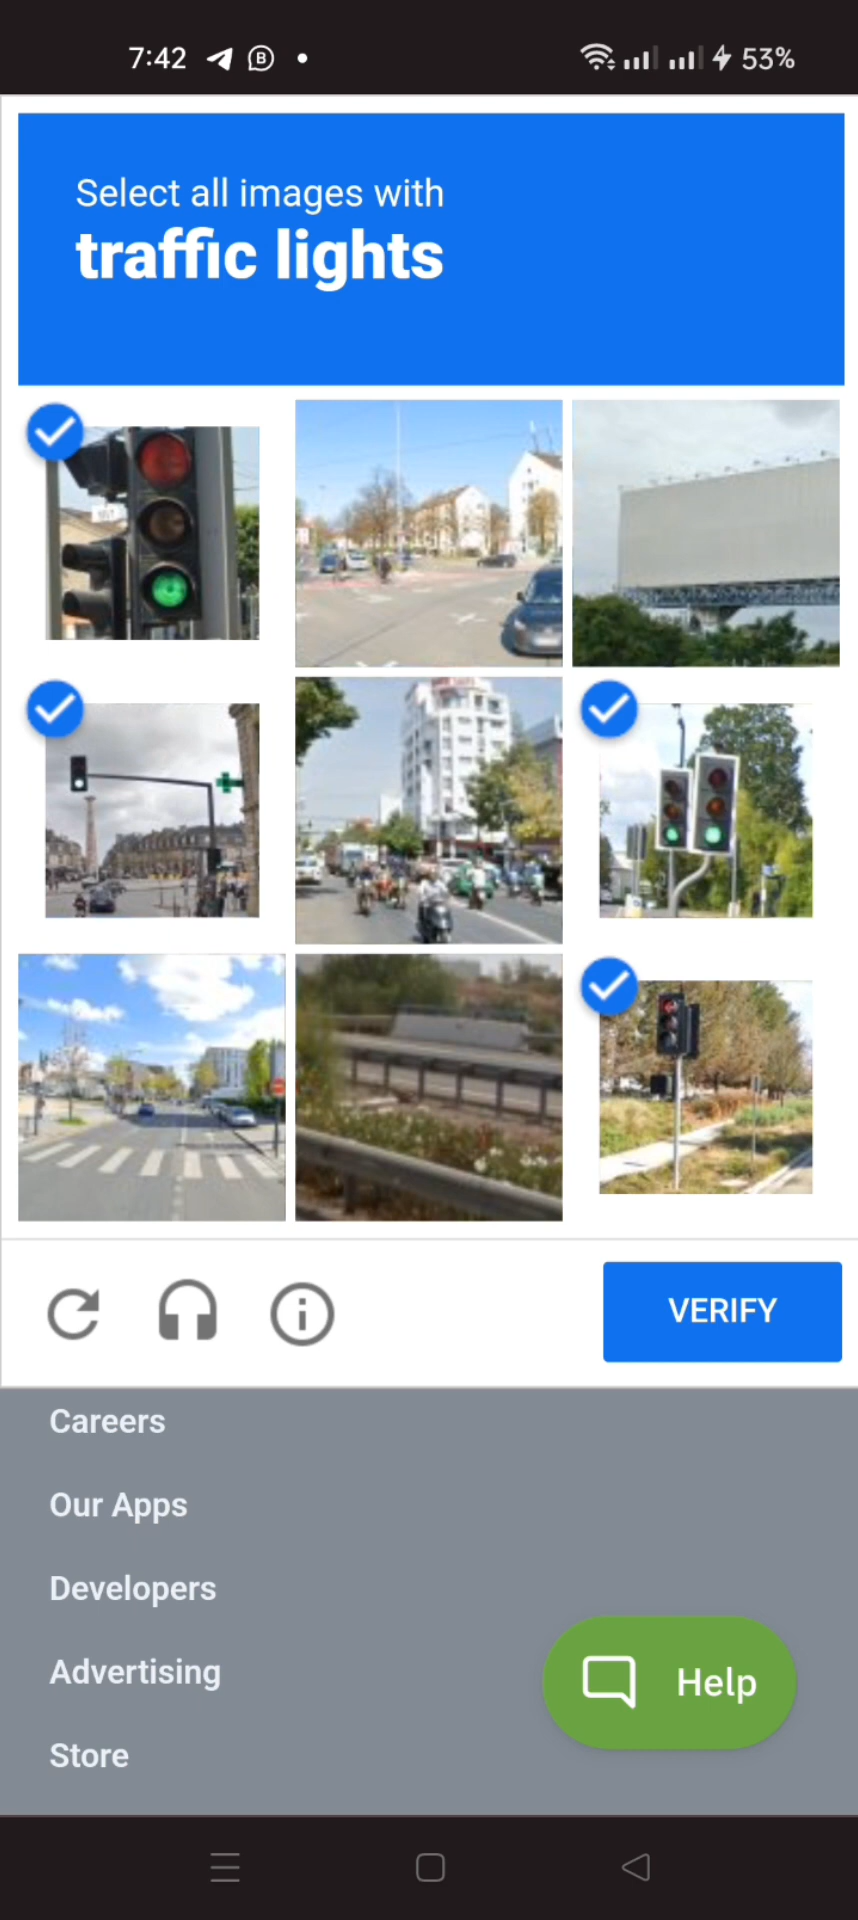 7:42
53%
Select all images with
traffic lights
VERIFY
Careers
Our Apps
Developers
Advertising
Help
Store